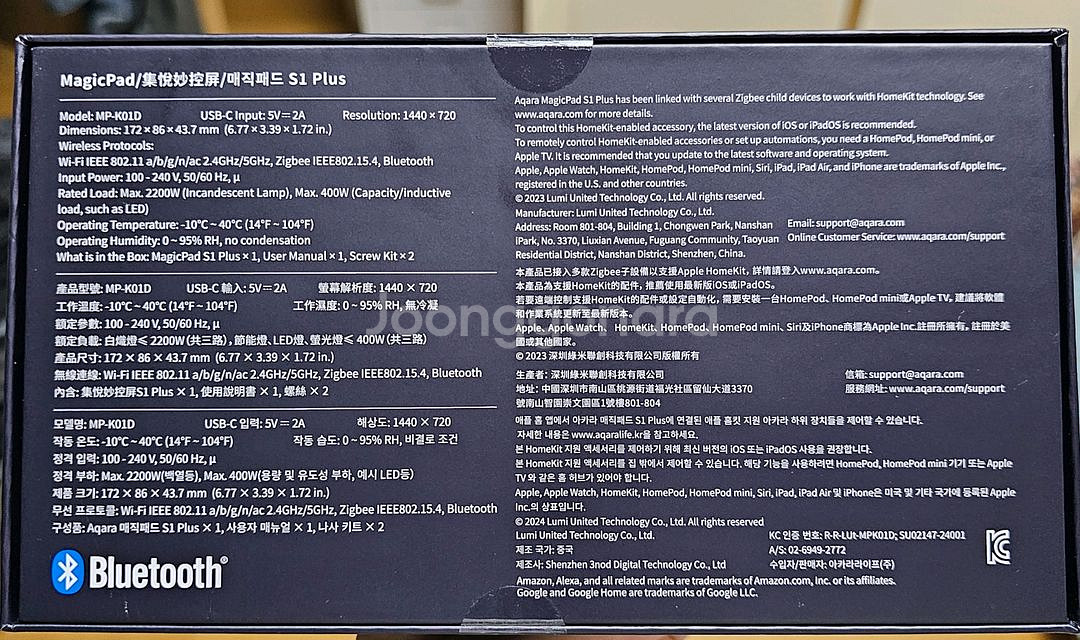 MagicPad/集悅妙控屏/매직패드 S1 Plus
Model: MP-K01D USB-C Input: 5V⎓2A Resolution: 1440 × 720
Dimensions: 172 × 86 × 43.7 mm (6.77 × 3.39 × 1.72 in.)
Wireless Protocols:
Wi-Fi IEEE 802.11 a/b/g/n/ac 2.4GHz/5GHz, Zigbee IEEE802.15.4, Bluetooth
Input Power: 100 - 240 V, 50/60 Hz, μ
Rated Load: Max. 2200W (Incandescent Lamp), Max. 400W (Capacity/inductive
load, such as LED)
Operating Temperature: -10°C ~ 40°C (14°F ~ 104°F)
Operating Humidity: 0 ~ 95% RH, no condensation
What is in the Box: MagicPad S1 Plus × 1, User Manual × 1, Screw Kit × 2
產品型號: MP-K01D USB-C 輸入: 5V⎓2A 螢幕解析度: 1440 × 720
工作溫度: -10°C ~ 40°C (14°F ~ 104°F) 工作濕度: 0 ~ 95% RH, 無冷凝
額定參數: 100 - 240 V, 50/60 Hz, μ
額定負載: 白熾燈≤ 2200W (共三路), 節能燈、LED燈、螢光燈≤ 400W (共三路)
產品尺寸: 172 × 86 × 43.7 mm (6.77 × 3.39 × 1.72 in.)
無線連線: Wi-Fi IEEE 802.11 a/b/g/n/ac 2.4GHz/5GHz, Zigbee IEEE802.15.4, Bluetooth
內含: 集悅妙控屏S1 Plus × 1, 使用說明書 × 1, 螺絲 × 2
모델명: MP-K01D USB-C 입력: 5V⎓2A 해상도: 1440 × 720
작동 온도: -10°C ~ 40°C (14°F ~ 104°F) 작동 습도: 0 ~ 95% RH, 비결로 조건
정격 입력: 100 - 240 V, 50/60 Hz, μ
정격 부하: Max. 2200W(백열등), Max. 400W(용량 및 유도성 부하, 예시 LED등)
제품 크기: 172 × 86 × 43.7 mm (6.77 × 3.39 × 1.72 in.)
무선 프로토콜: Wi-Fi IEEE 802.11 a/b/g/n/ac 2.4GHz/5GHz, Zigbee IEEE802.15.4, Bluetooth
구성품: Aqara 매직패드 S1 Plus × 1, 사용자 매뉴얼 × 1, 나사 키트 × 2
Bluetooth®
Aqara MagicPad S1 Plus has been linked with several Zigbee child devices to work with HomeKit technology. See
www.aqara.com for more details.
To control this HomeKit-enabled accessory, the latest version of iOS or iPadOS is recommended.
To remotely control HomeKit-enabled accessories or set up automations, you need a HomePod, HomePod mini, or
Apple TV. It is recommended that you update to the latest software and operating system.
Apple, Apple Watch, HomeKit, HomePod, HomePod mini, Siri, iPad, iPad Air, and iPhone are trademarks of Apple Inc.,
registered in the U.S. and other countries.
© 2023 Lumi United Technology Co., Ltd. All rights reserved.
Manufacturer: Lumi United Technology Co., Ltd.
Address: Room 801-804, Building 1, Chongwen Park, Nanshan Email: support@aqara.com
iPark, No. 3370, Liuxian Avenue, Fuguang Community, Taoyuan Online Customer Service: www.aqara.com/support
Residential District, Nanshan District, Shenzhen, China.
本產品已接入多款Zigbee子設備以支援Apple HomeKit, 詳情請登入www.aqara.com。
本產品為支援HomeKit的配件, 推薦使用最新版iOS或iPadOS。
若要遠端控制支援HomeKit的配件或設定自動化, 需要安裝一台HomePod、HomePod mini或Apple TV, 建議將軟體
和作業系統更新至最新版本。
Apple、Apple Watch、 HomeKit、HomePod、HomePod mini、Siri及iPhone商標為Apple Inc.註冊所擁有, 註冊於美
國或其他國家。
© 2023 深圳綠米聯創科技有限公司版權所有
生產者: 深圳綠米聯創科技有限公司 信箱: support@aqara.com
地址: 中國深圳市南山區桃源街道福光社區留仙大道3370 服務網址: www.aqara.com/support
號南山智園崇文園區1號樓801-804
애플 홈 앱에서 아카라 매직패드 S1 Plus에 연결된 애플 홈킷 지원 아카라 하위 장치들을 제어할 수 있습니다.
자세한 내용은 www.aqaralife.kr을 참고하세요.
본 HomeKit 지원 액세서리를 제어하기 위해 최신 버전의 iOS 또는 iPadOS 사용을 권장합니다.
본 HomeKit 지원 액세서리를 집 밖에서 제어할 수 있습니다. 해당 기능을 사용하려면 HomePod, HomePod mini 기기 또는 Apple
TV 와 같은 홈 허브가 있어야 합니다.
Apple, Apple Watch, HomeKit, HomePod, HomePod mini, Siri, iPad, iPad Air 및 iPhone은 미국 및 기타 국가에 등록된 Apple
Inc.의 상표입니다.
© 2024 Lumi United Technology Co., Ltd. All rights reserved
Lumi United Technology Co., Ltd. KC 인증 번호: R-R-LUt-MPK01D; SU02147-24001
제조 국가: 중국 A/S: 02-6949-2772
제조사: Shenzhen 3nod Digital Technology Co., Ltd 수입자/판매자: 아카라라이프(주)
Amazon, Alexa, and all related marks are trademarks of Amazon.com, Inc. or its affiliates.
Google and Google Home are trademarks of Google LLC.
Joonggonara